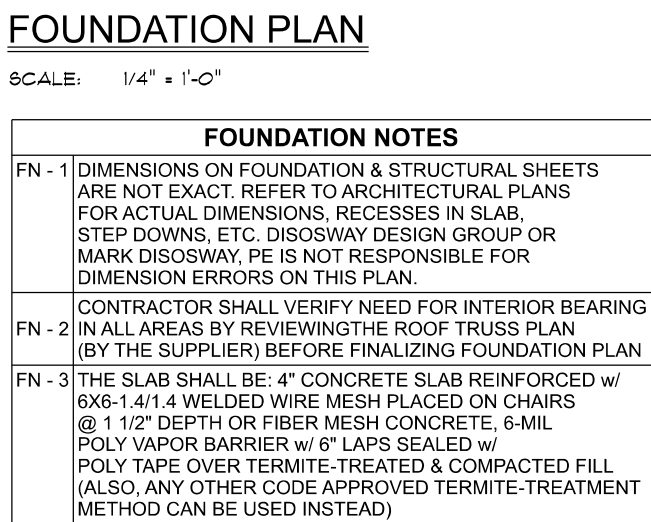 FOUNDATION PLAN
SCALE: 1/4" = 1'-0"
FOUNDATION NOTES
FN - 1 DIMENSIONS ON FOUNDATION & STRUCTURAL SHEETS
ARE NOT EXACT. REFER TO ARCHITECTURAL PLANS
FOR ACTUAL DIMENSIONS, RECESSES IN SLAB,
STEP DOWNS, ETC. DISOSWAY DESIGN GROUP OR
MARK DISOSWAY, PE IS NOT RESPONSIBLE FOR
DIMENSION ERRORS ON THIS PLAN.
CONTRACTOR SHALL VERIFY NEED FOR INTERIOR BEARING
FN - 2 IN ALL AREAS BY REVIEWINGTHE ROOF TRUSS PLAN
(BY THE SUPPLIER) BEFORE FINALIZING FOUNDATION PLAN
FN - 3 THE SLAB SHALL BE: 4" CONCRETE SLAB REINFORCED w/
6X6-1.4/1.4 WELDED WIRE MESH PLACED ON CHAIRS
@ 1 1/2" DEPTH OR FIBER MESH CONCRETE, 6-MIL
POLY VAPOR BARRIER w/ 6" LAPS SEALED w/
POLY TAPE OVER TERMITE-TREATED & COMPACTED FILL
(ALSO, ANY OTHER CODE APPROVED TERMITE-TREATMENT
METHOD CAN BE USED INSTEAD)